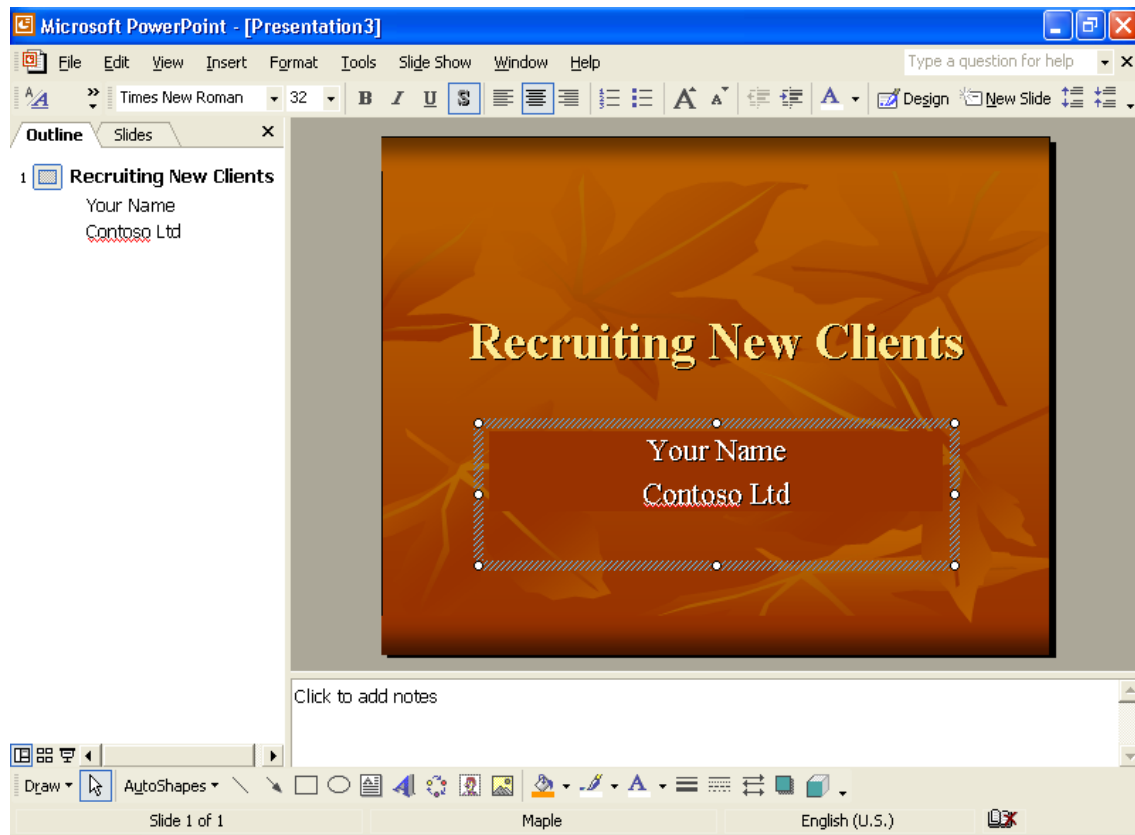 Microsoft PowerPoint - [Presentation3]
File Edit View Insert Format Tools Slide Show Window Help Type a question for help
Times New Roman 32 B I U S A A A Design New Slide
Outline Slides
1 Recruiting New Clients
Your Name
Contoso Ltd
Recruiting New Clients
Your Name
Contoso Ltd
Click to add notes
Draw AutoShapes A A
Slide 1 of 1 Maple English (U.S.)